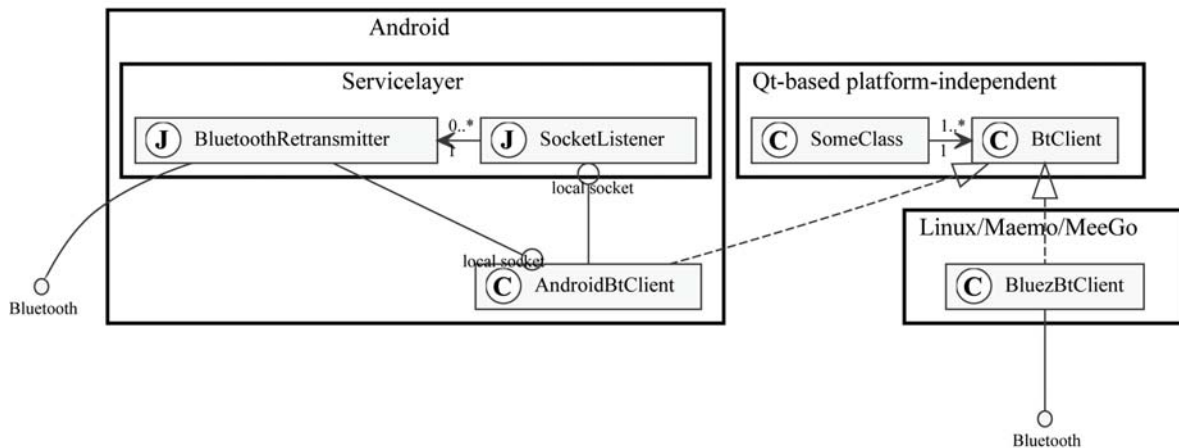 Android
Servicelayer
Qt-based platform-independent
J BluetoothRetransmitter
0..*
1
J SocketListener
C SomeClass
1..*
1
C BtClient
local socket
Linux/Maemo/MeeGo
local socket
C AndroidBtClient
C BluezBtClient
Bluetooth
Bluetooth